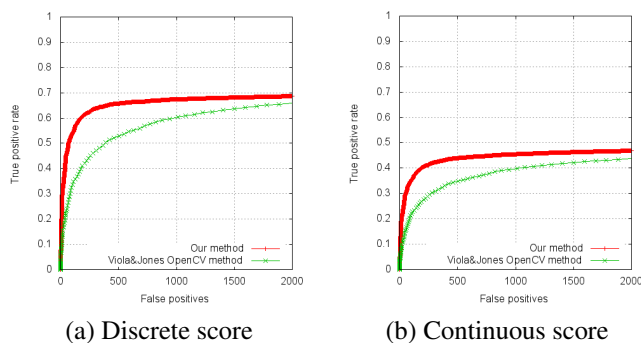 1
0.9
0.8
0.7
0.6
0.5
0.4
0.3
0.2
0.1
0
True positive rate
Our method
Viola&Jones OpenCV method
0 500 1000 1500 2000
False positives
(a) Discrete score
1
0.9
0.8
0.7
0.6
0.5
0.4
0.3
0.2
0.1
0
True positive rate
Our method
Viola&Jones OpenCV method
0 500 1000 1500 2000
False positives
(b) Continuous score